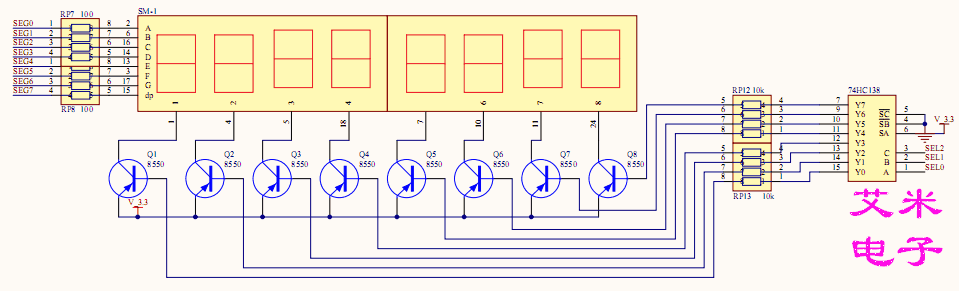 RP7 100
SM-1
SEG0 1 8 2 A
SEG1 2 7 6 B
SEG2 3 6 16 C
SEG3 4 5 14 D
SEG4 1 8 13 E
SEG5 2 7 3 F
SEG6 3 6 17 G
SEG7 4 5 15 dp
RP8 100
1 2 3 4 5 6 7 8
1 4 5 18 7 10 11 24
Q1 8550
Q2 8550
Q3 8550
Q4 8550
Q5 8550
Q6 8550
Q7 8550
Q8 8550
V_3.3
RP12 10k
5 4
6 3
7 2
8 1
5 4
6 3
7 2
8 1
RP13 10k
74HC138
7 Y7
9 Y6
10 Y5
11 Y4
12 Y3
13 Y2
14 Y1
15 Y0
SC 5
SB 4
SA 6
V_3.3
C 3 SEL2
B 2 SEL1
A 1 SEL0
艾米
电子